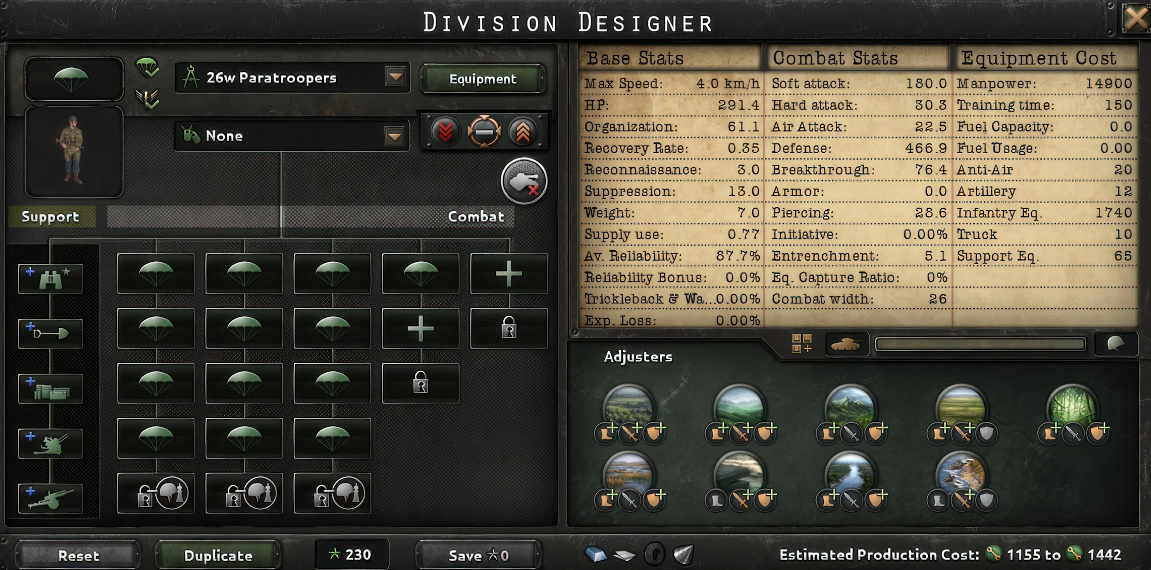 DIVISION DESIGNER
26w Paratroopers
Equipment
None
Support
Combat
Base Stats
Max Speed: 4.0 km/h
HP: 291.4
Organization: 61.1
Recovery Rate: 0.35
Reconnaissance: 3.0
Suppression: 13.0
Weight: 7.0
Supply use: 0.77
Av. Reliability: 87.7%
Reliability Bonus: 0.0%
Trickleback & Wa...0.00%
Exp. Loss: 0.00%
Combat Stats
Soft attack: 180.0
Hard attack: 30.3
Air Attack: 22.5
Defense: 466.9
Breakthrough: 76.4
Armor: 0.0
Piercing: 28.6
Initiative: 0.00%
Entrenchment: 5.1
Eq. Capture Ratio: 0%
Combat width: 26
Equipment Cost
Manpower: 14900
Training time: 150
Fuel Capacity: 0.0
Fuel Usage: 0.00
Anti-Air 20
Artillery 12
Infantry Eq. 1740
Truck 10
Support Eq. 65
Adjusters
Reset
Duplicate
230
Save 0
Estimated Production Cost: 1155 to 1442